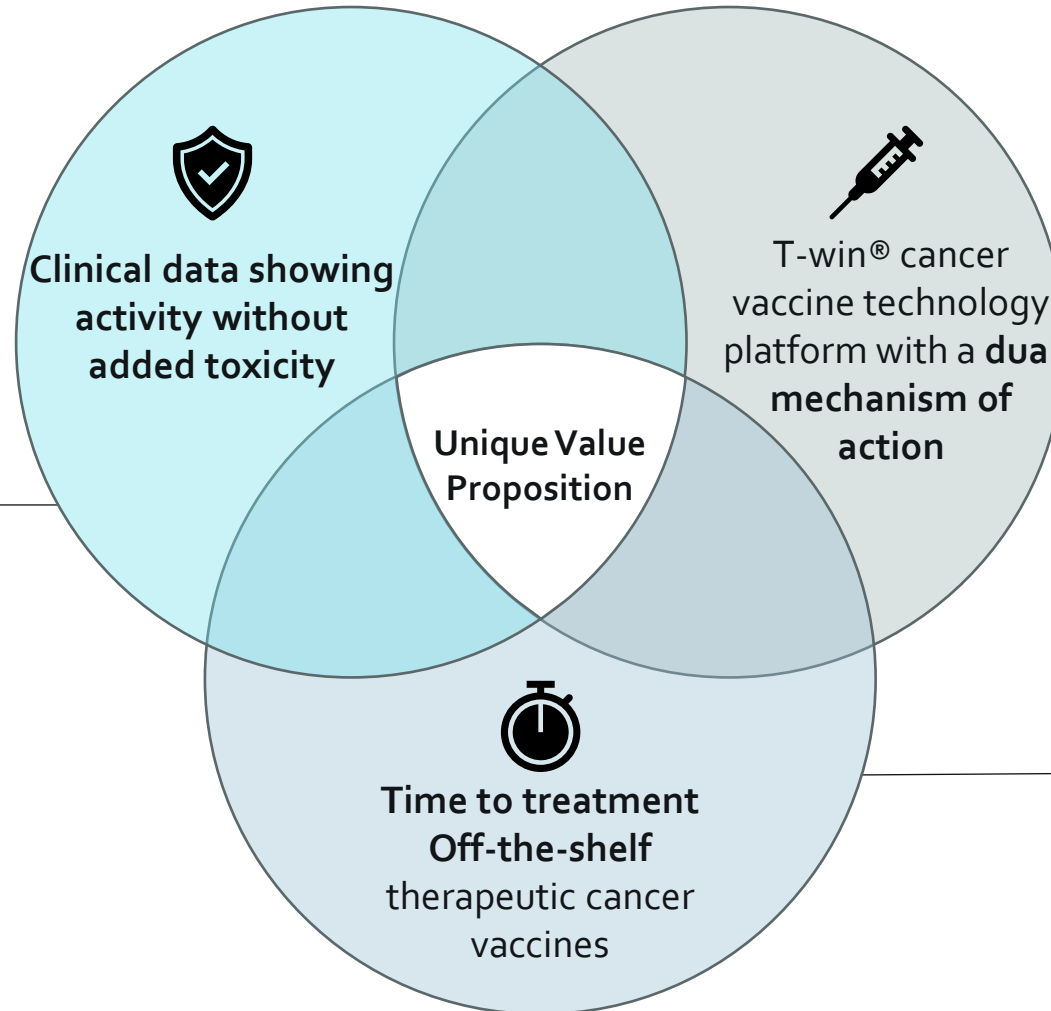 Clinical data showing
activity without
added toxicity
T-win® cancer
vaccine technology
platform with a dua
mechanism of
action
Unique Value
Proposition
Time to treatment
Off-the-shelf
therapeutic cancer
vaccines